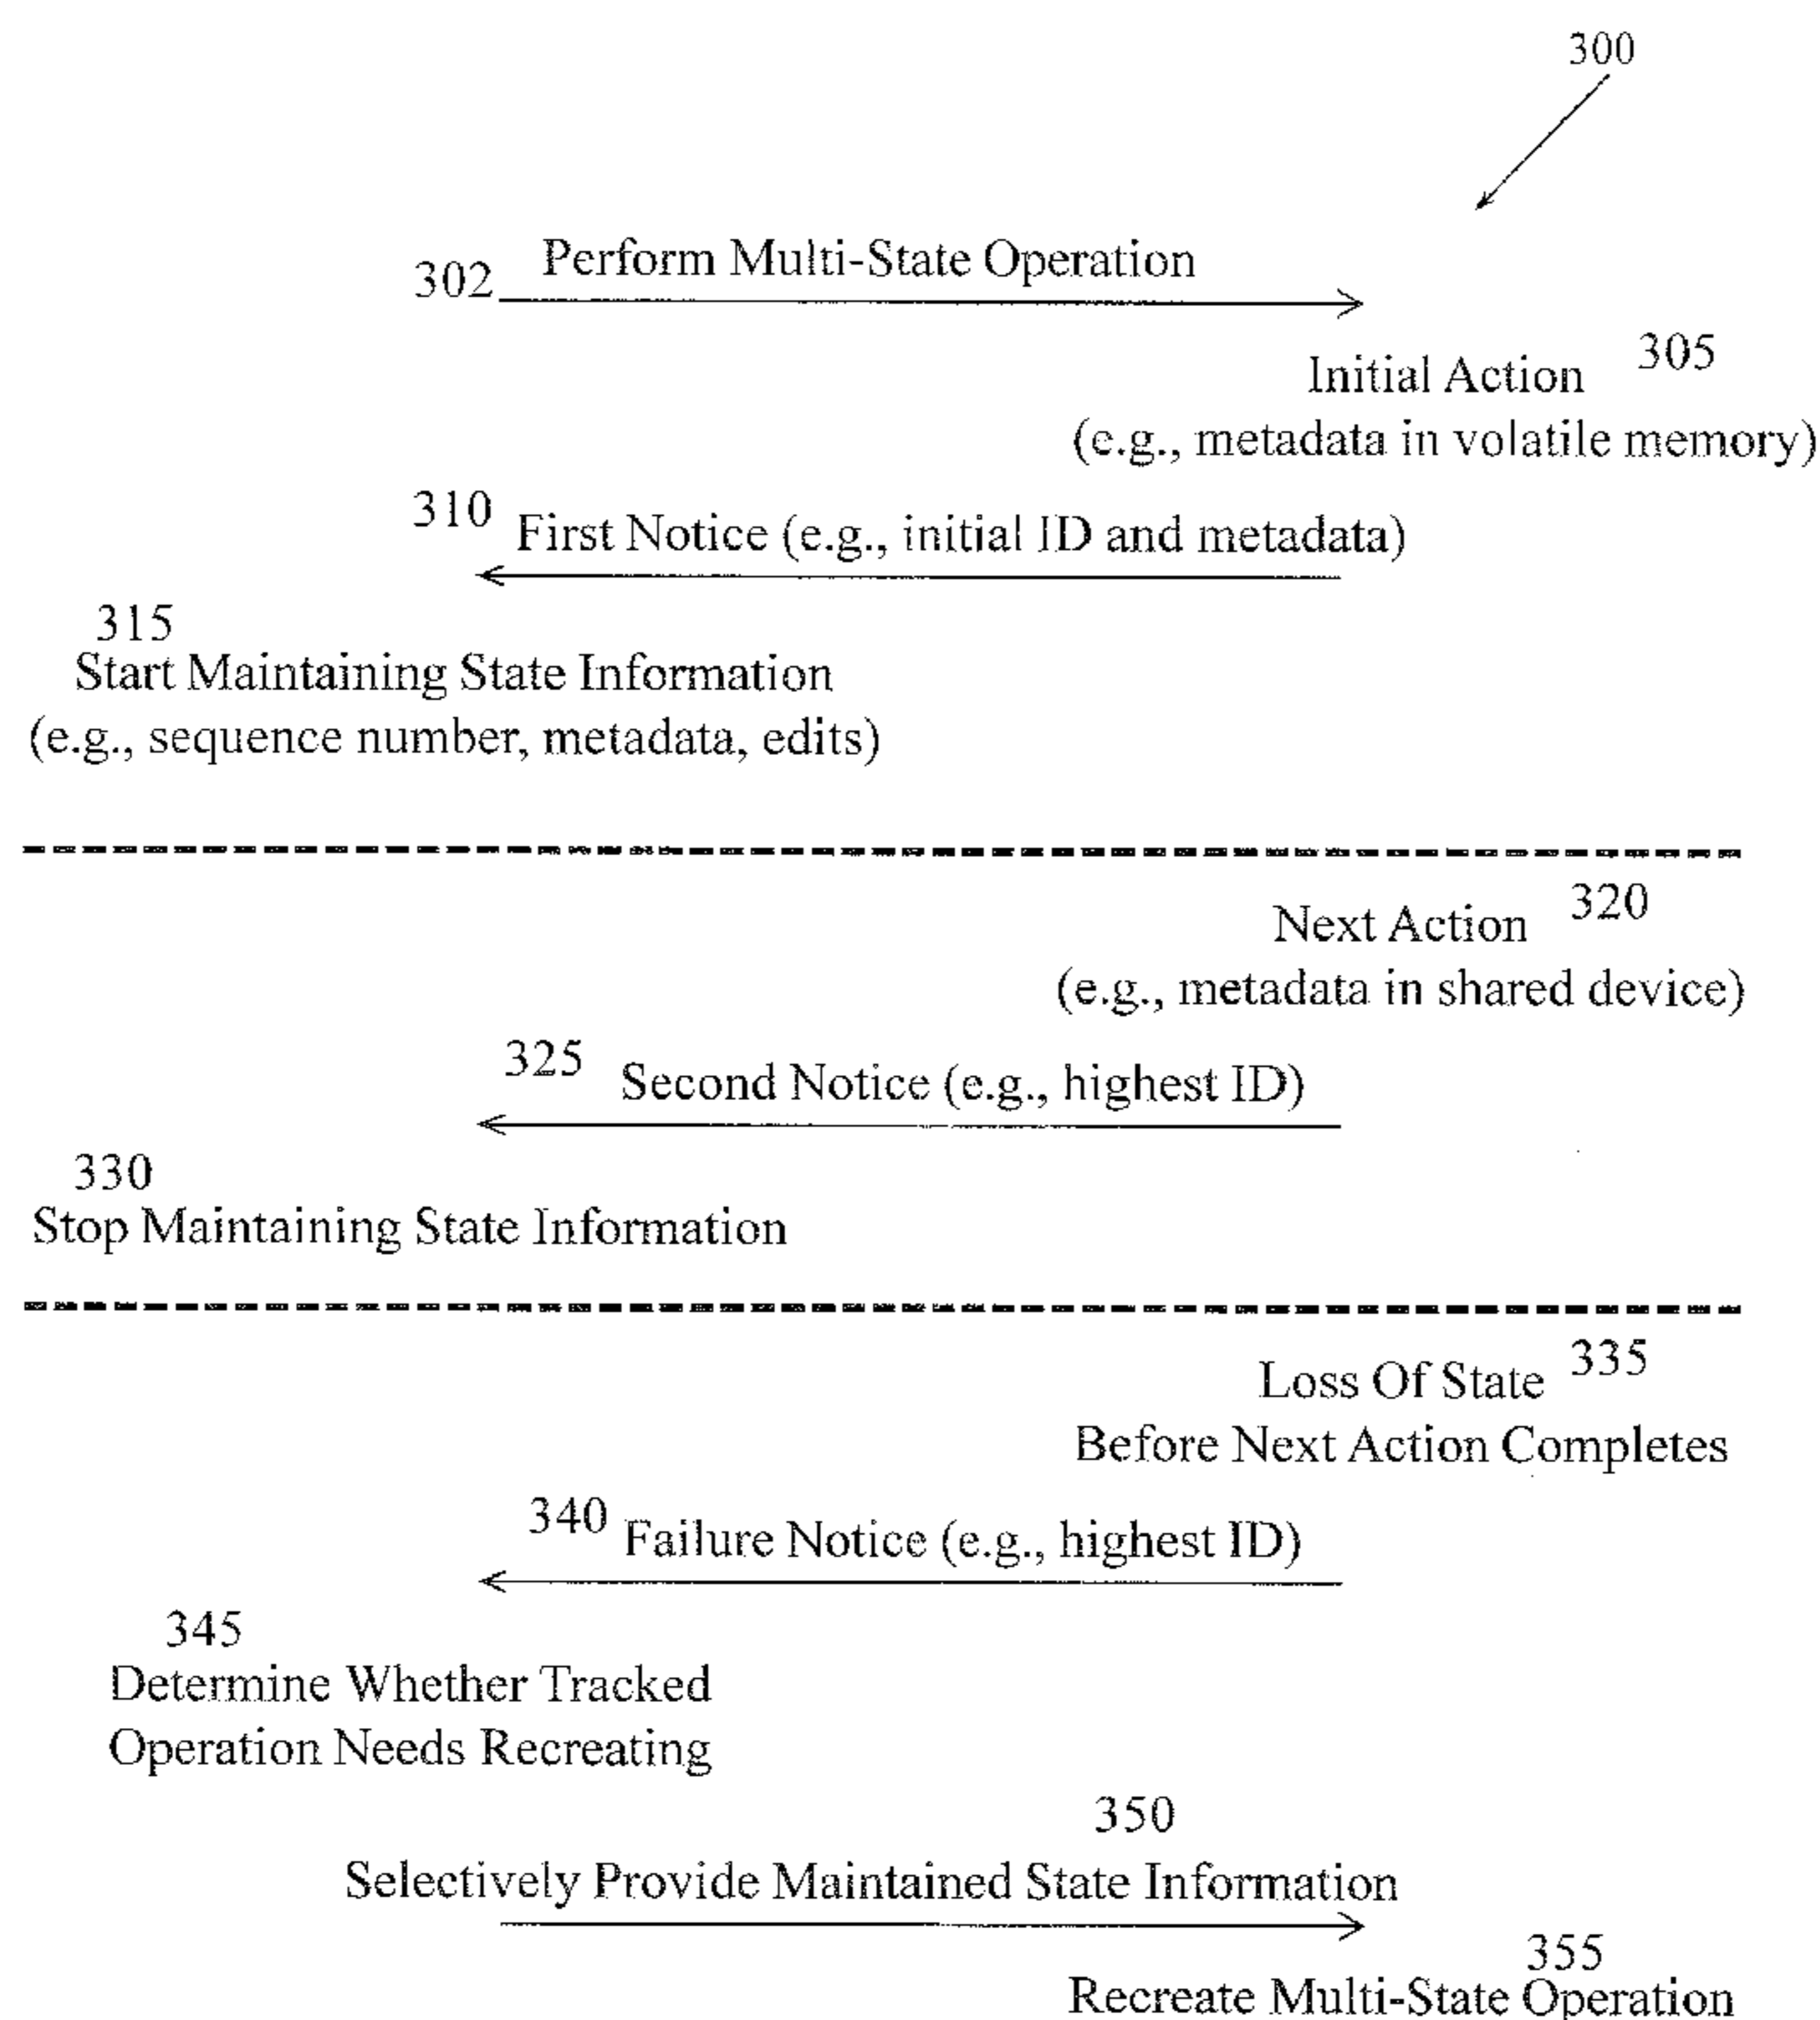 300
302 Perform Multi-State Operation
305
Initial Action
(e.g., metadata in volatile memory)
310 First Notice (e.g., initial ID and metadata)
315
Start Maintaining State Information
(e.g., sequence number, metadata, edits)
320
Next Action
(e.g., metadata in shared device)
325 Second Notice (e.g., highest ID)
330
Stop Maintaining State Information
Loss Of State 335
Before Next Action Completes
340 Failure Notice (e.g., highest ID)
345
Determine Whether Tracked
Operation Needs Recreating
350
Selectively Provide Maintained State Information
355
Recreate Multi-State Operation